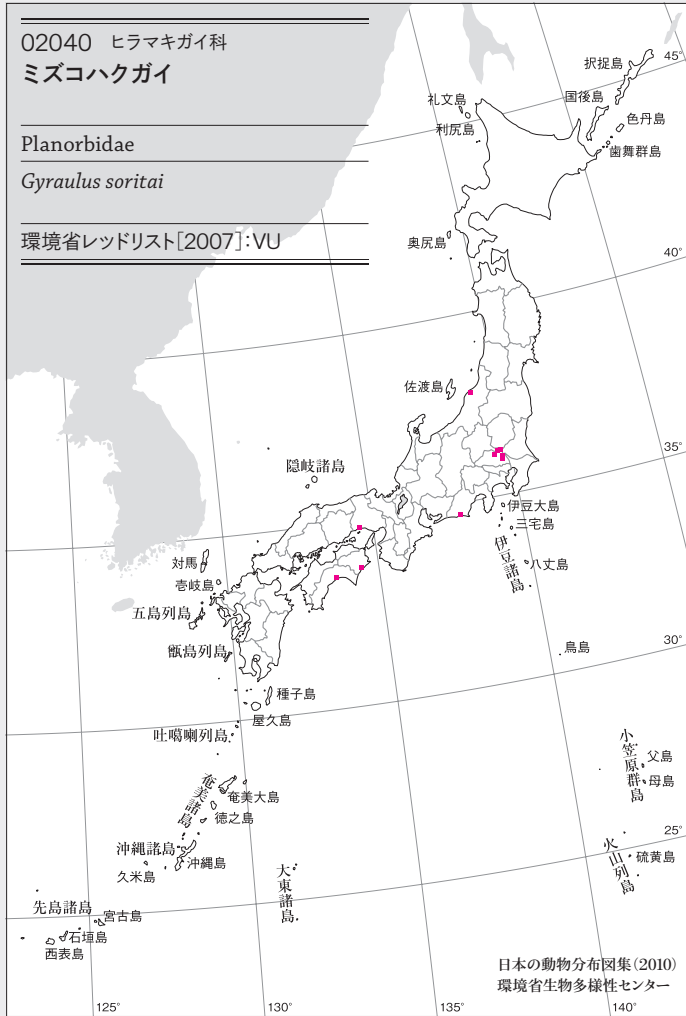 02040 ヒラマキガイ科
ミズコハクガイ
Planorbidae
Gyraulus soritai
環境省レッドリスト[2007]:VU
択捉島
45°
国後島
礼文島
色丹島
利尻島
歯舞群島
奥尻島
40°
佐渡島
35°
隠岐諸島
伊豆大島
三宅島
伊豆諸島
八丈島
対馬
壱岐島
五島列島
甑島列島
鳥島
30°
種子島
屋久島
吐噶喇列島
小笠原群島
父島
母島
奄美諸島
奄美大島
徳之島
25°
沖縄諸島
沖縄島
久米島
火山列島
硫黄島
大東諸島
先島諸島
宮古島
石垣島
西表島
日本の動物分布図集(2010)
環境省生物多様性センター
125°
130°
135°
140°